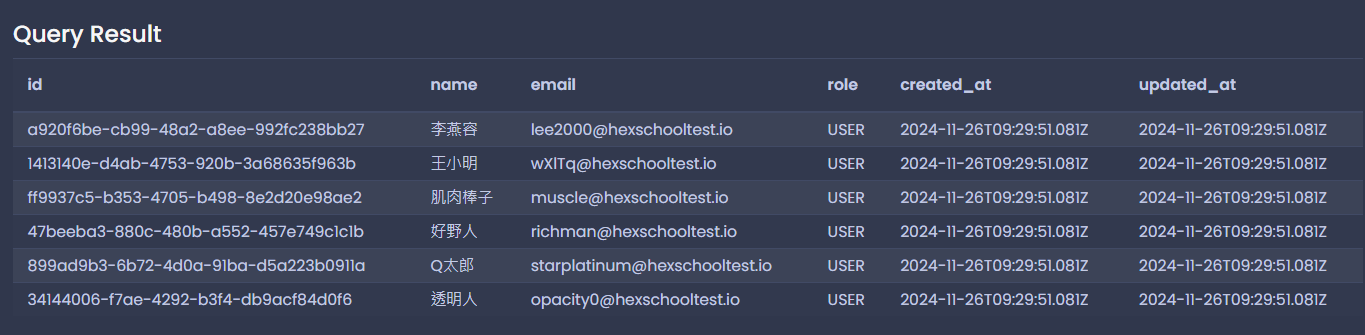 Query Result
id name email role created_at updated_at
a920f6be-cb99-48a2-a8ee-992fc238bb27 李燕容 lee2000@hexschooltest.io USER 2024-11-26T09:29:51.081Z 2024-11-26T09:29:51.081Z
1413140e-d4ab-4753-920b-3a68635f963b 王小明 wXlTq@hexschooltest.io USER 2024-11-26T09:29:51.081Z 2024-11-26T09:29:51.081Z
ff9937c5-b353-4705-b498-8e2d20e98ae2 肌肉棒子 muscle@hexschooltest.io USER 2024-11-26T09:29:51.081Z 2024-11-26T09:29:51.081Z
47beeba3-880c-480b-a552-457e749c1c1b 好野人 richman@hexschooltest.io USER 2024-11-26T09:29:51.081Z 2024-11-26T09:29:51.081Z
899ad9b3-6b72-4d0a-91ba-d5a223b0911a Q太郎 starplatinum@hexschooltest.io USER 2024-11-26T09:29:51.081Z 2024-11-26T09:29:51.081Z
34144006-f7ae-4292-b3f4-db9acf84d0f6 透明人 opacity0@hexschooltest.io USER 2024-11-26T09:29:51.081Z 2024-11-26T09:29:51.081Z